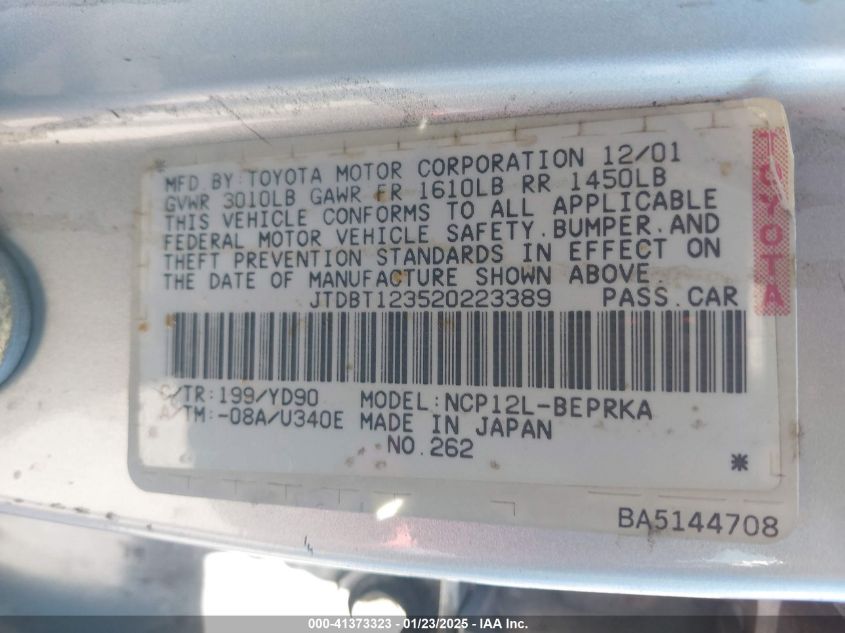 MFD. BY: TOYOTA MOTOR CORPORATION 12/01
GVWR 3010LB GAWR FR 1610LB RR 1450LB
THIS VEHICLE CONFORMS TO ALL APPLICABLE
FEDERAL MOTOR VEHICLE SAFETY, BUMPER, AND
THEFT PREVENTION STANDARDS IN EFFECT ON
THE DATE OF MANUFACTURE SHOWN ABOVE.
JTDBT123520223389 PASS. CAR
C/TR: 199/YD90 MODEL: NCP12L-BEPRKA
A/TM: -08A/U340E MADE IN JAPAN
NO. 262
*
BA5144708
TOYOTA
000-41373323 - 01/23/2025 - IAA Inc.